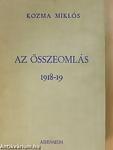 KOZMA MIKLÓS
AZ ÖSSZEOMLÁS
1918-19
ATHENAEUM